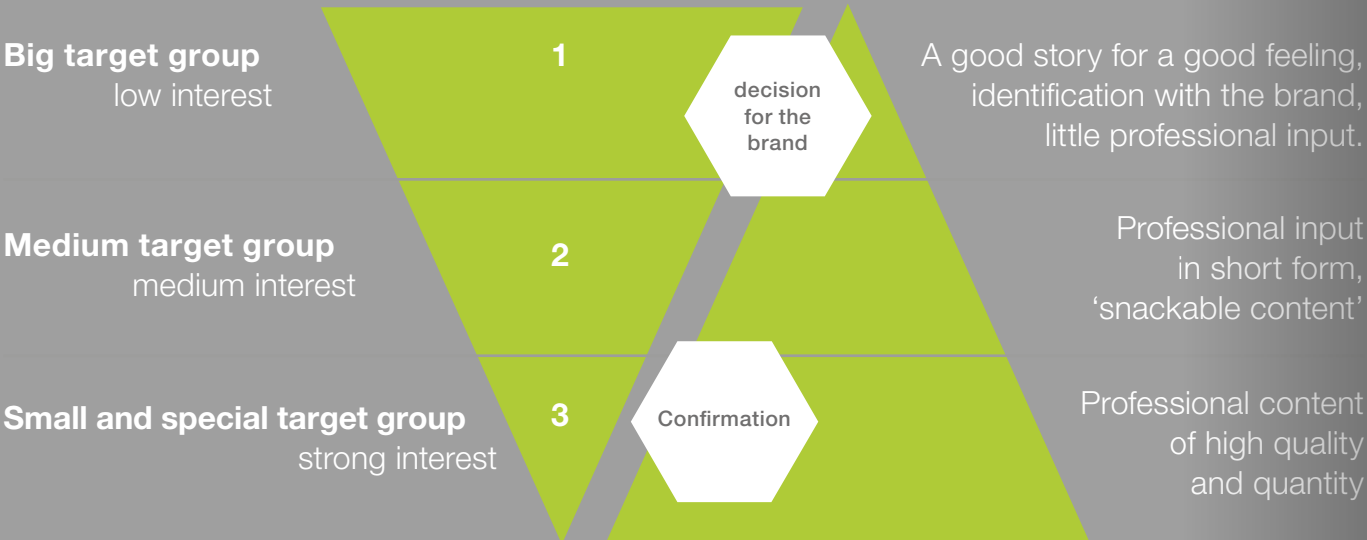 Big target group
low interest
1
decision
for the
brand
A good story for a good feeling,
identification with the brand,
little professional input.
Medium target group
medium interest
2
Professional input
in short form,
‘snackable content’
Small and special target group
strong interest
3
Confirmation
Professional content
of high quality
and quantity